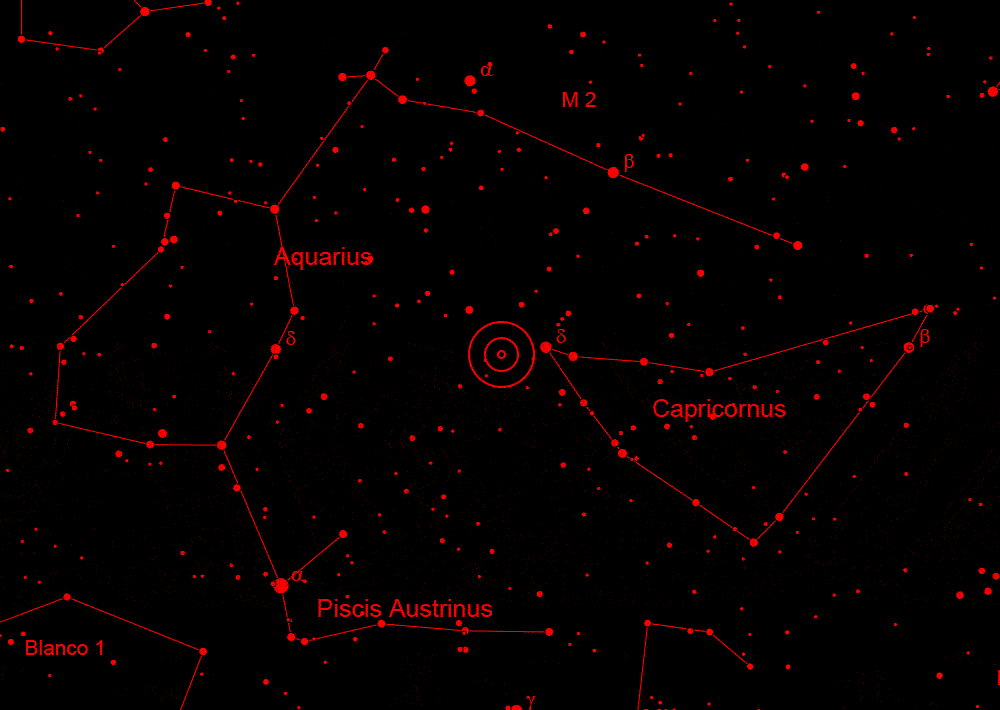 α
M 2
β
Aquarius
δ
δ
β
Capricornus
α
Piscis Austrinus
Blanco 1
γ